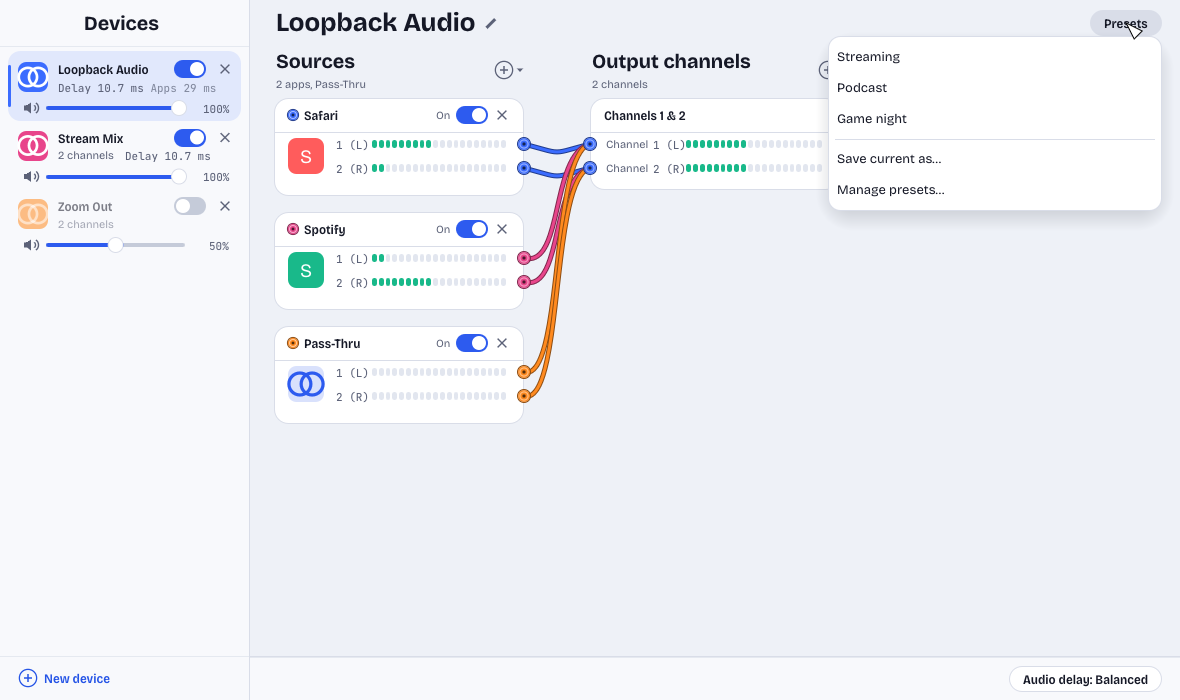 Devices
Loopback Audio
Delay 10.7 ms Apps 29 ms
100%
Stream Mix
2 channels Delay 10.7 ms
100%
Zoom Out
2 channels
50%
New device
Loopback Audio
Presets
Sources
2 apps, Pass-Thru
Safari On
S
1 (L)
2 (R)
Spotify On
S
1 (L)
2 (R)
Pass-Thru On
1 (L)
2 (R)
Output channels
2 channels
Channels 1 & 2
Channel 1 (L)
Channel 2 (R)
Streaming
Podcast
Game night
Save current as...
Manage presets...
Audio delay: Balanced